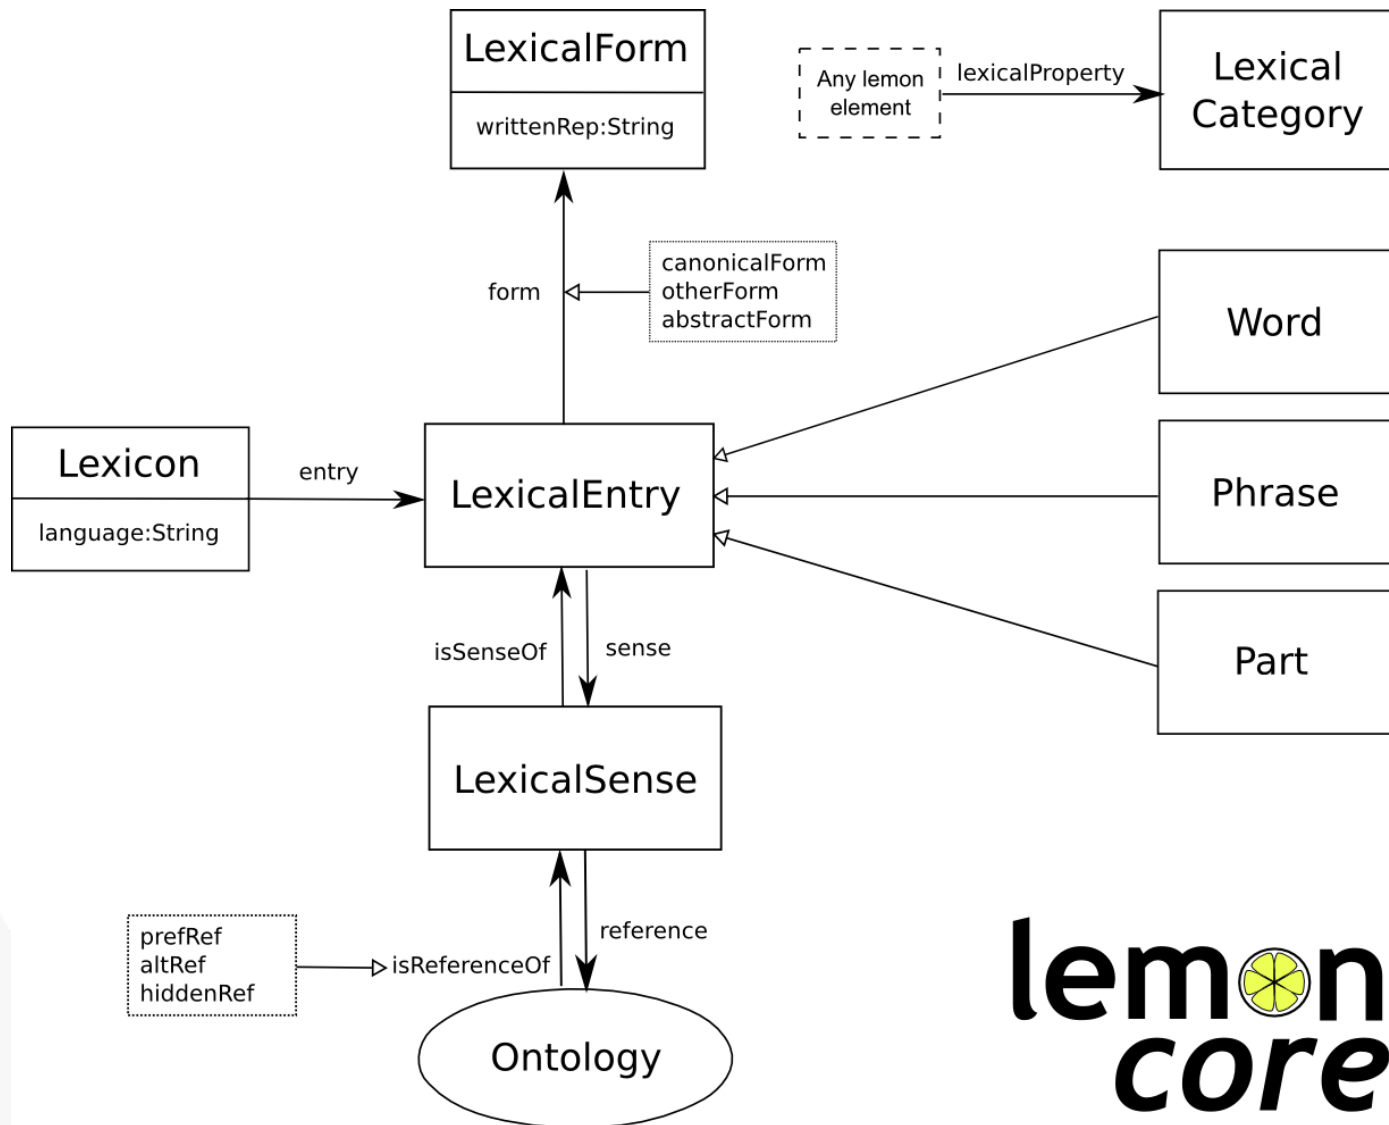 LexicalForm
writtenRep:String
Any lemon
element
lexicalProperty
Lexical
Category
form
canonicalForm
otherForm
abstractForm
Word
Lexicon
language:String
entry
LexicalEntry
Phrase
isSenseOf
sense
Part
LexicalSense
prefRef
altRef
hiddenRef
isReferenceOf
reference
Ontology
lemon
core